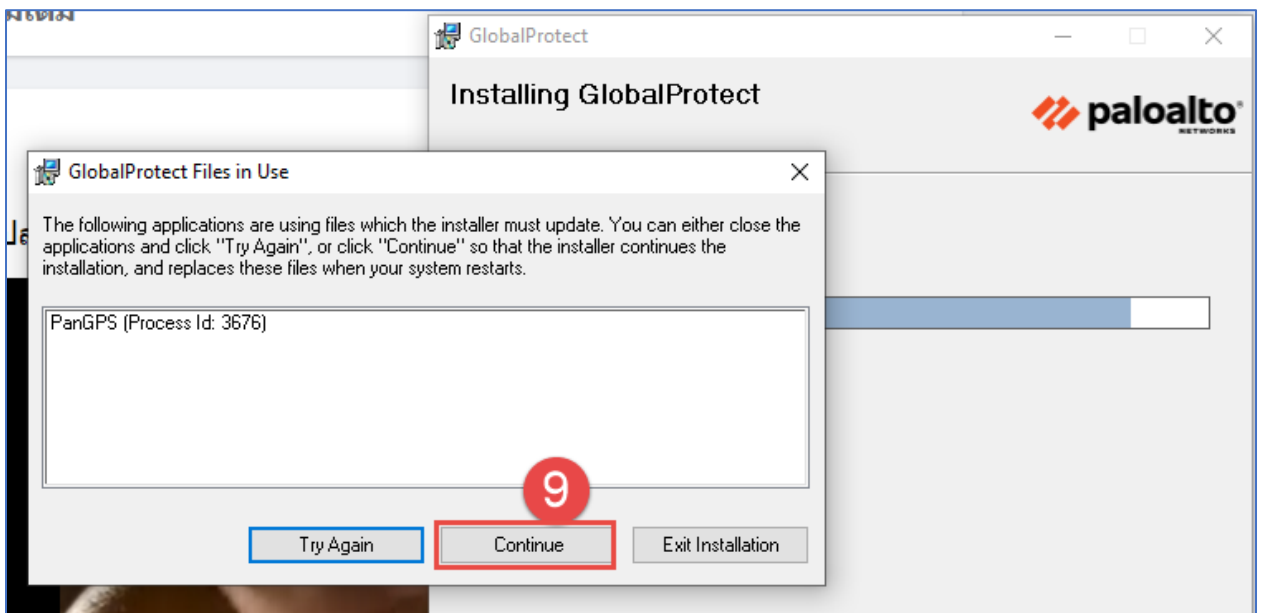 GlobalProtect
Installing GlobalProtect
paloalto
NETWORKS
GlobalProtect Files in Use
The following applications are using files which the installer must update. You can either close the
applications and click "Try Again", or click "Continue" so that the installer continues the
installation, and replaces these files when your system restarts.
PanGPS (Process Id: 3676)
9
Try Again
Continue
Exit Installation